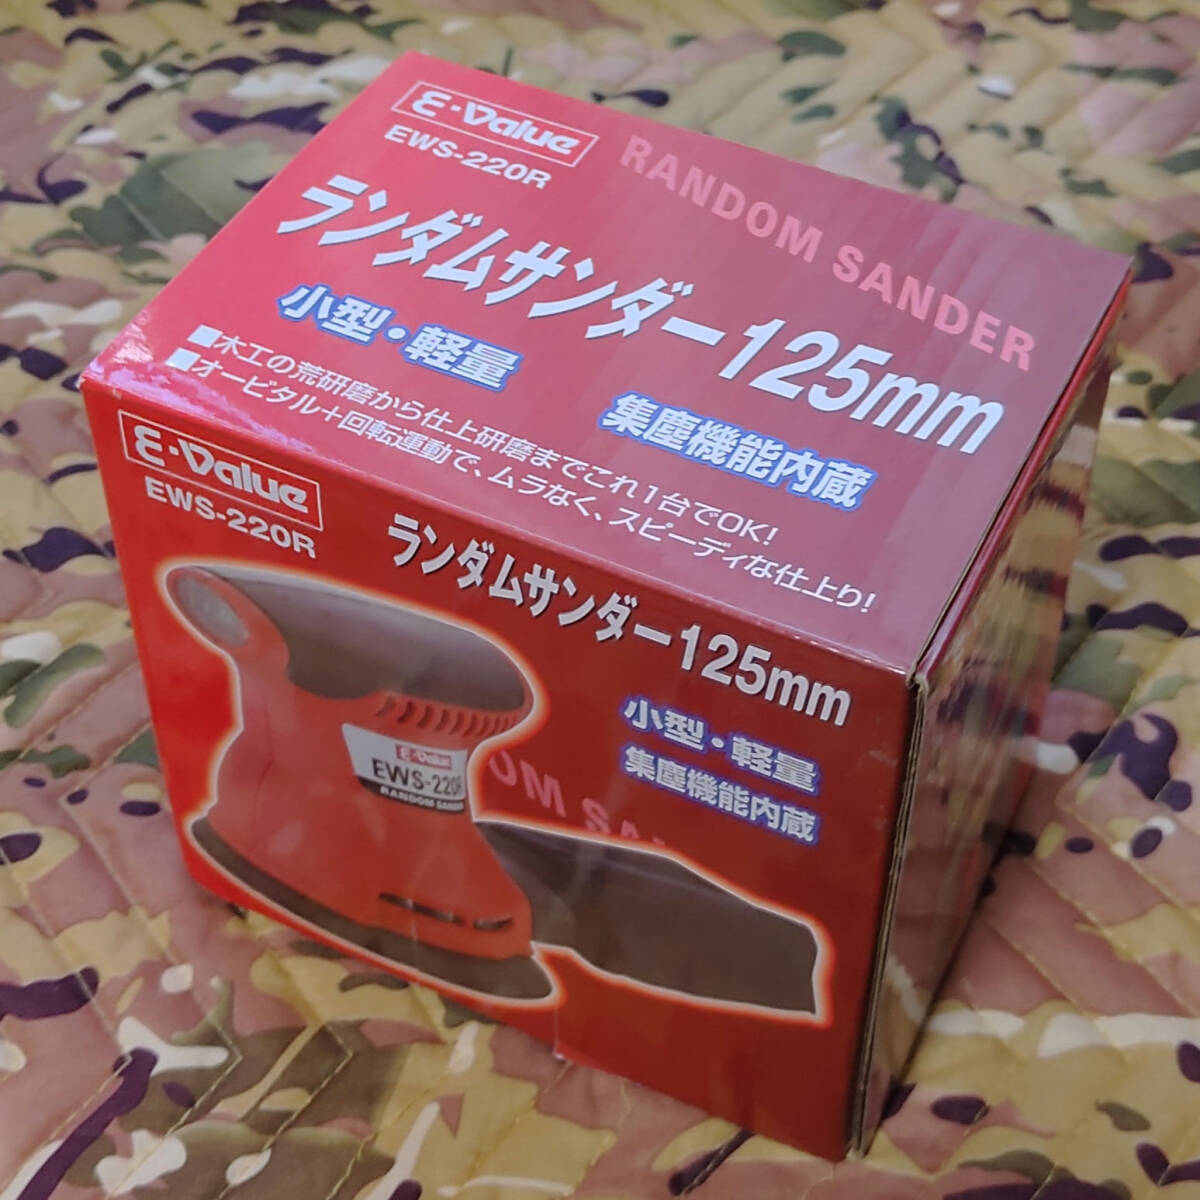 E·Value
EWS-220R
RANDOM SANDER
ランダムサンダー125mm
小型・軽量
集塵機能内蔵
■木工の荒研磨から仕上研磨までこれ1台でOK!
■オービタル+回転運動で、ムラなく、スピーディな仕上り!
E·Value
EWS-220R
ランダムサンダー125mm
小型・軽量
集塵機能内蔵
E·Value
EWS-220R
RANDOM SANDER